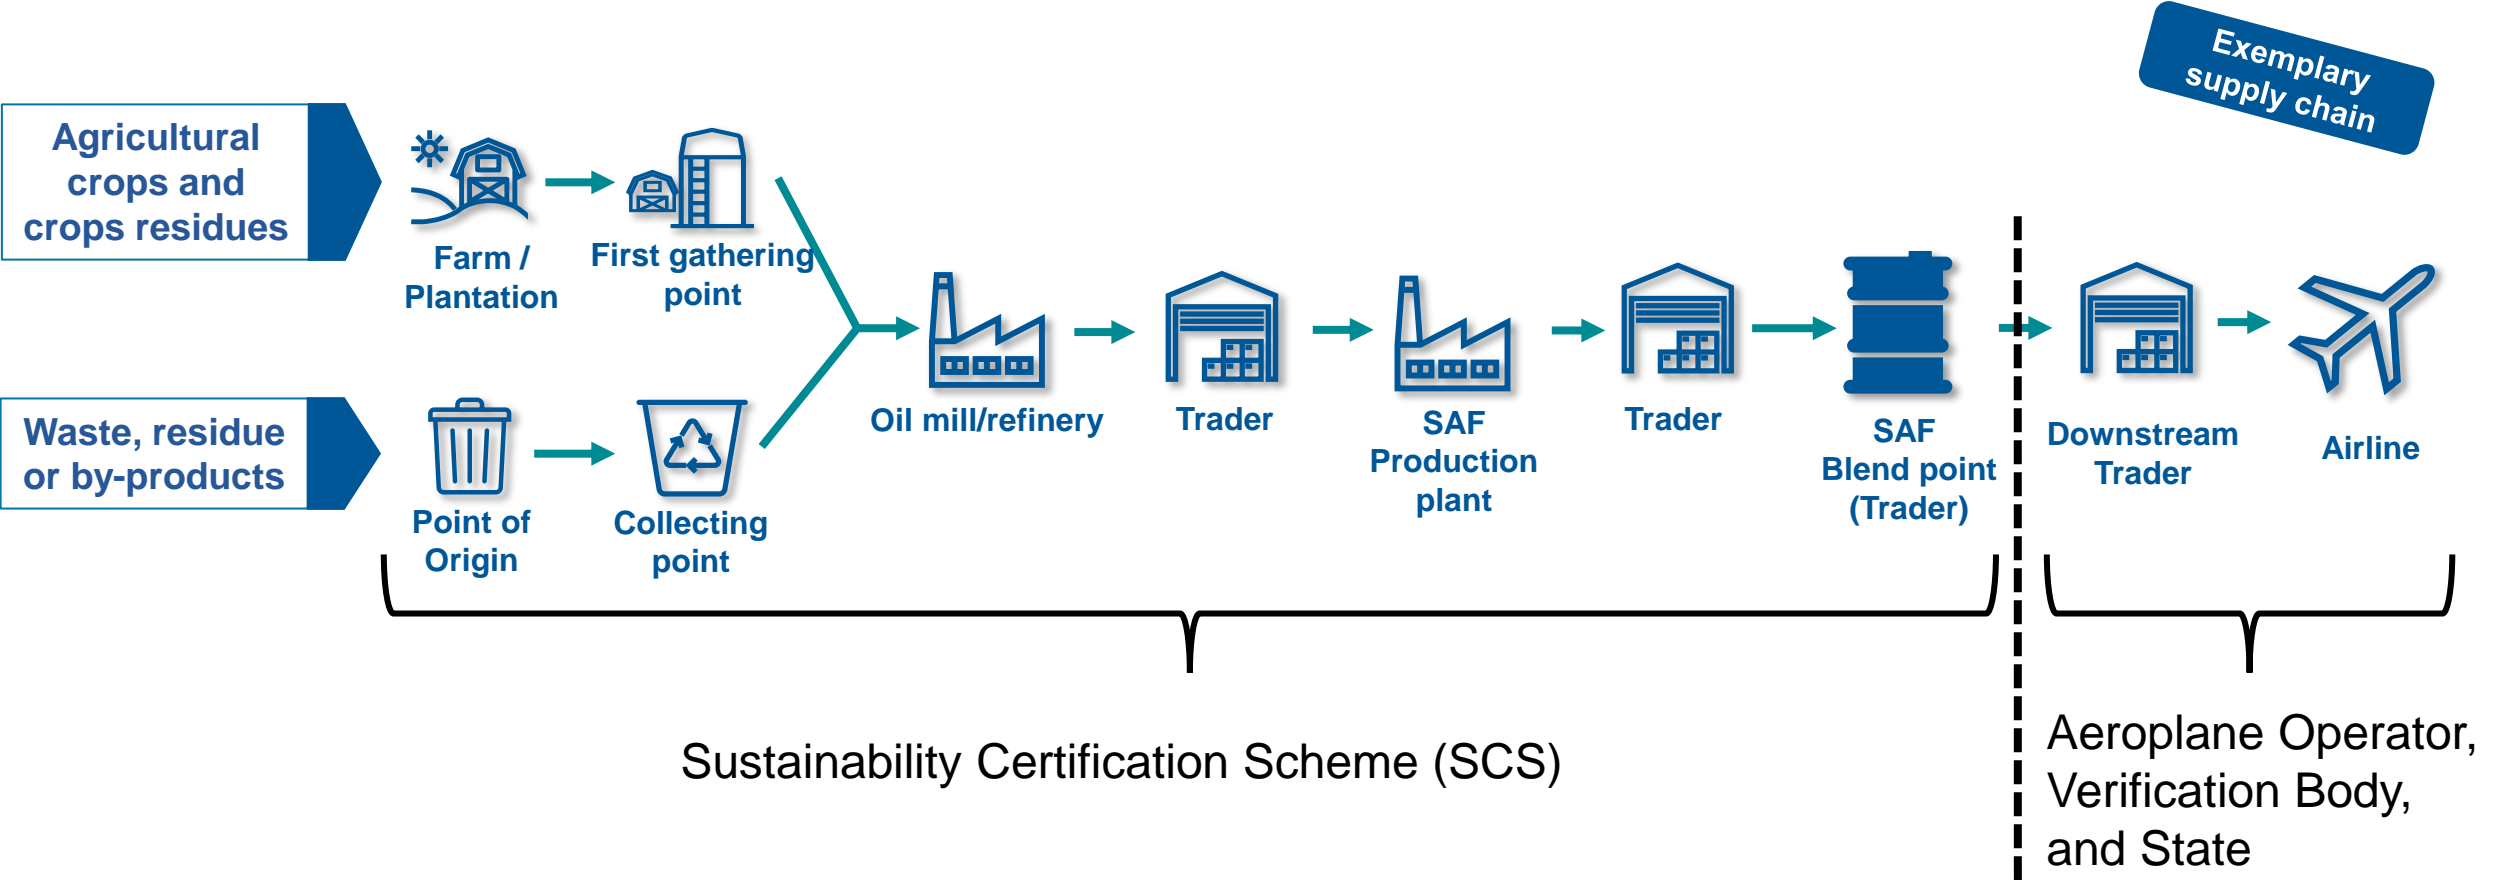 Exemplary
supply chain
Agricultural
crops and
crops residues
Farm /
Plantation
First gathering
point
Waste, residue
or by-products
Point of
Origin
Collecting
point
Oil mill/refinery
Trader
SAF
Production
plant
Trader
SAF
Blend point
(Trader)
Downstream
Trader
Airline
Sustainability Certification Scheme (SCS)
Aeroplane Operator,
Verification Body,
and State